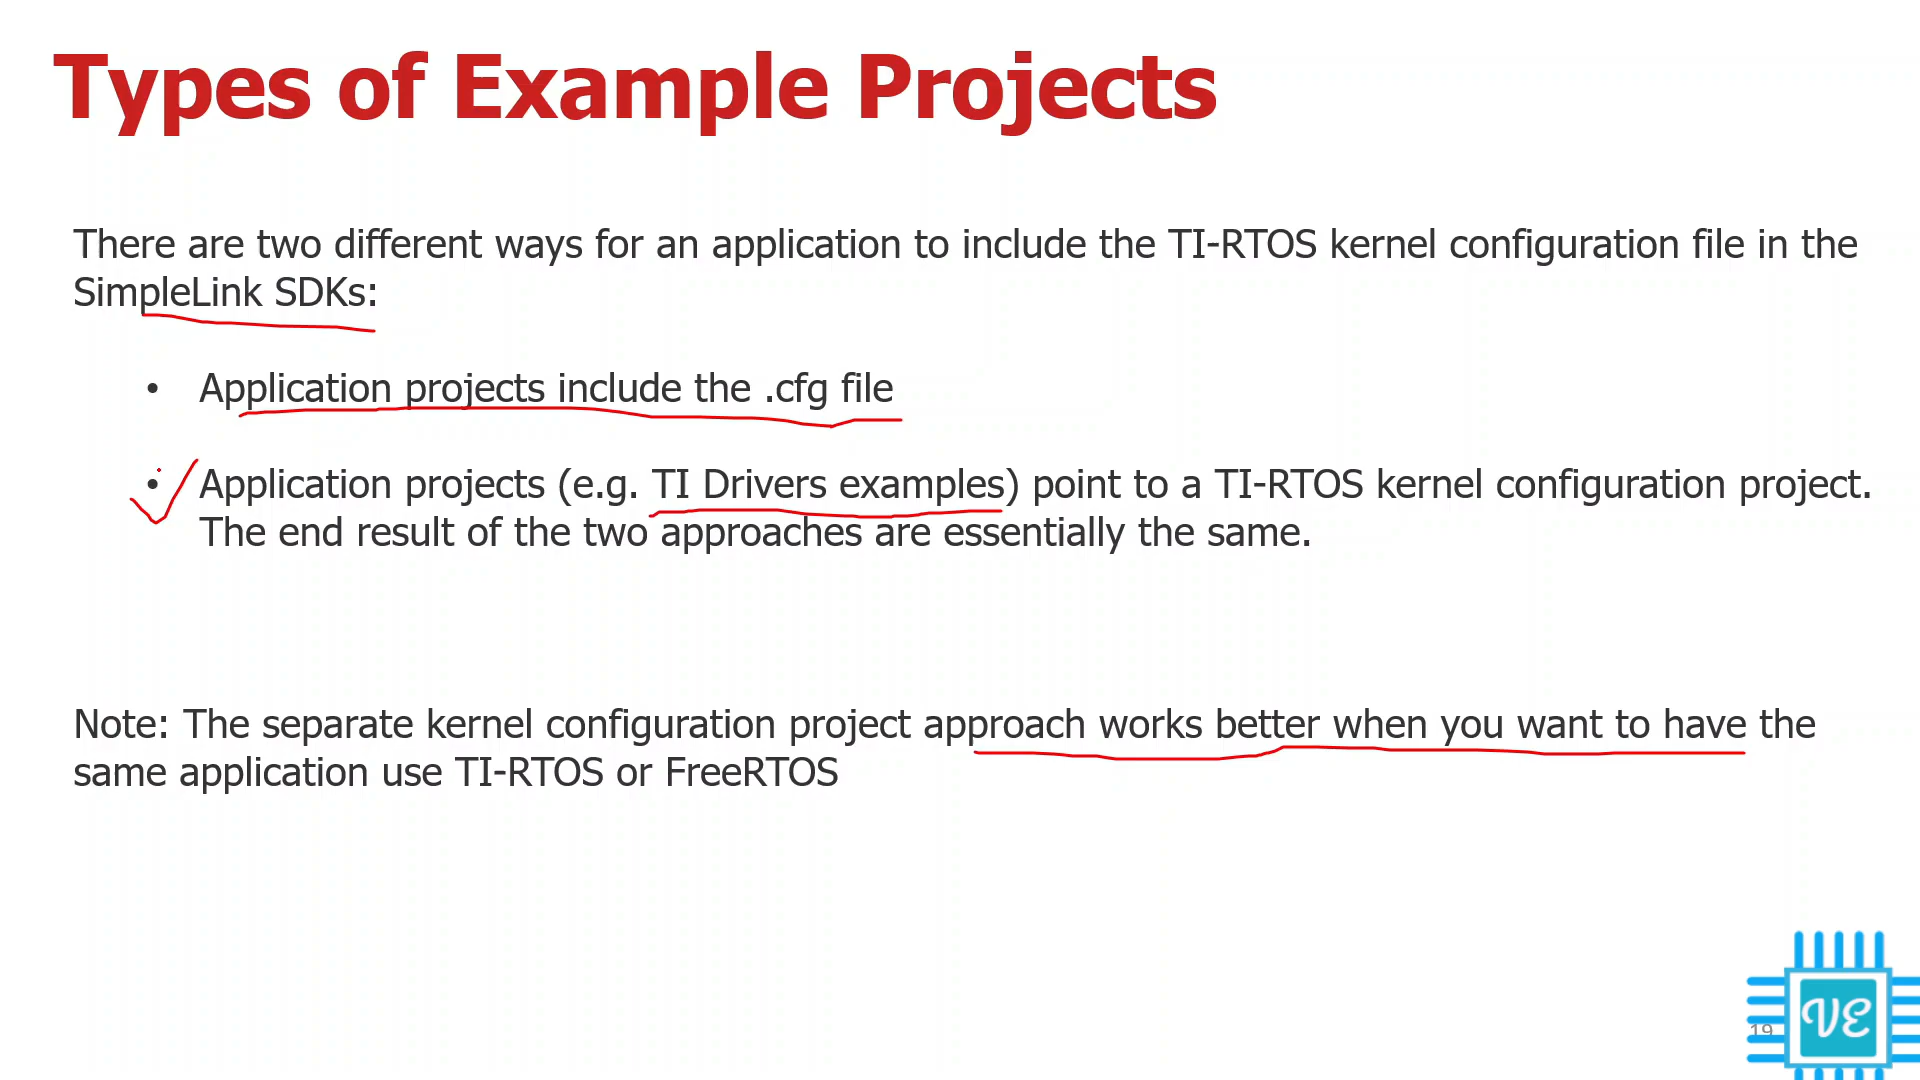 Types of Example Projects
There are two different ways for an application to include the TI-RTOS kernel configuration file in the
SimpleLink SDKs:
• Application projects include the .cfg file
• Application projects (e.g. TI Drivers examples) point to a TI-RTOS kernel configuration project.
The end result of the two approaches are essentially the same.
Note: The separate kernel configuration project approach works better when you want to have the
same application use TI-RTOS or FreeRTOS
19
VE